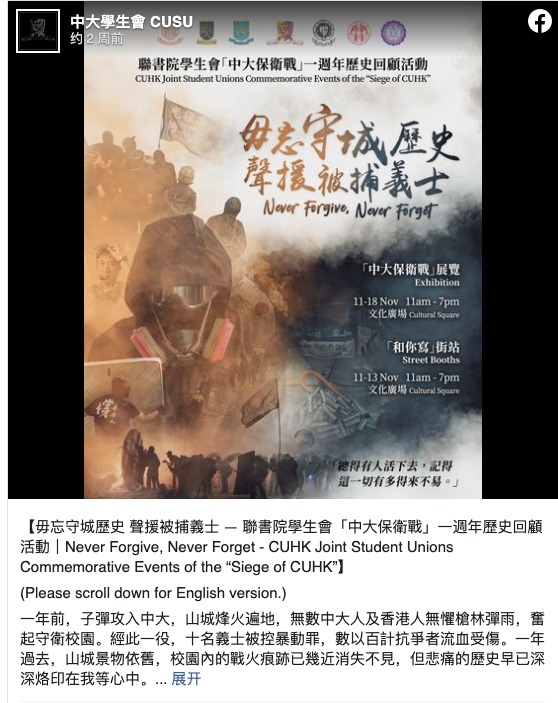 中大學生會 CUSU
约 2 周前
聯書院學生會「中大保衛戰」一週年歷史回顧活動
CUHK Joint Student Unions Commemorative Events of the “Siege of CUHK”
毋忘守城歷史
聲援被捕義士
Never Forgive, Never Forget
「中大保衛戰」展覽
Exhibition
11-18 Nov 11am - 7pm
文化廣場 Cultural Square
「和你寫」街站
Street Booths
11-13 Nov 11am - 7pm
文化廣場 Cultural Square
「總得有人活下去，記得
這一切有多得來不易。」
【毋忘守城歷史 聲援被捕義士 — 聯書院學生會「中大保衛戰」一週年歷史回顧
活動｜Never Forgive, Never Forget - CUHK Joint Student Unions
Commemorative Events of the “Siege of CUHK”】
(Please scroll down for English version.)
一年前，子彈攻入中大，山城烽火遍地，無數中大人及香港人無懼槍林彈雨，奮
起守衛校園。經此一役，十名義士被控暴動罪，數以百計抗爭者流血受傷。一年
過去，山城景物依舊，校園內的戰火痕跡已幾近消失不見，但悲痛的歷史早已深
深烙印在我等心中。... 展开